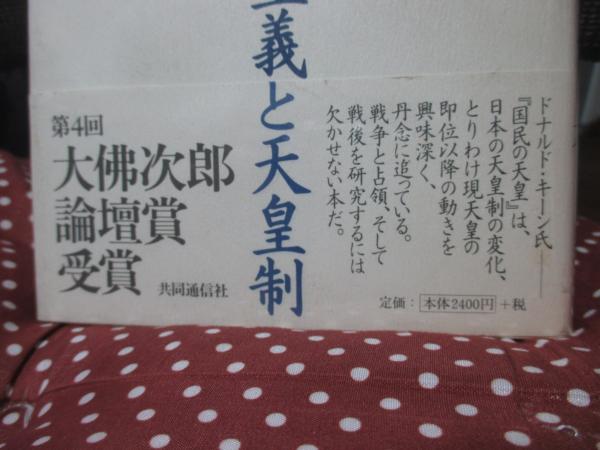 ドナルド・キーン氏――
『国民の天皇』は、
日本の天皇制の変化、
とりわけ現天皇の
即位以降の動きを
興味深く、
丹念に追っている。
戦争と占領、そして
戦後を研究するには
欠かせない本だ。
定価：本体2400円＋税
義と天皇制
第4回
大佛次郎
論壇賞
受賞
共同通信社